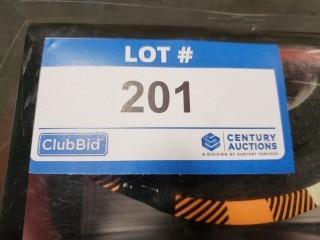 LOT #
201
ClubBid
CENTURY
AUCTIONS
A DIVISION OF CENTURY SERVICES